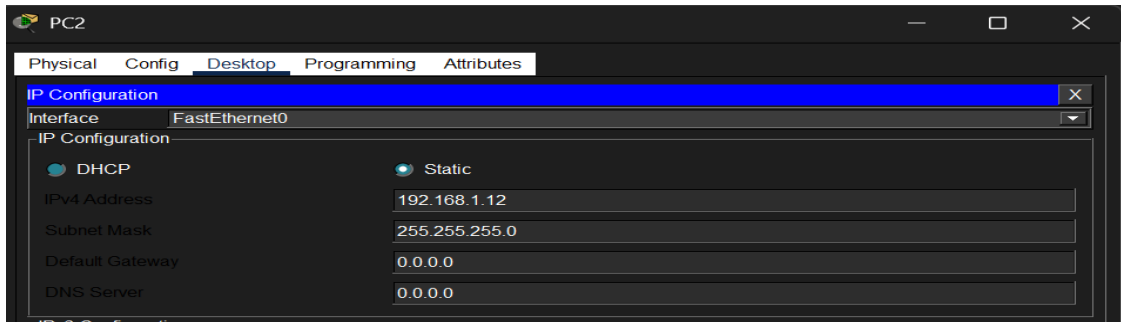 PC2
Physical Config Desktop Programming Attributes
IP Configuration
X
Interface FastEthernet0
IP Configuration
DHCP Static
IPv4 Address 192.168.1.12
Subnet Mask 255.255.255.0
Default Gateway 0.0.0.0
DNS Server 0.0.0.0